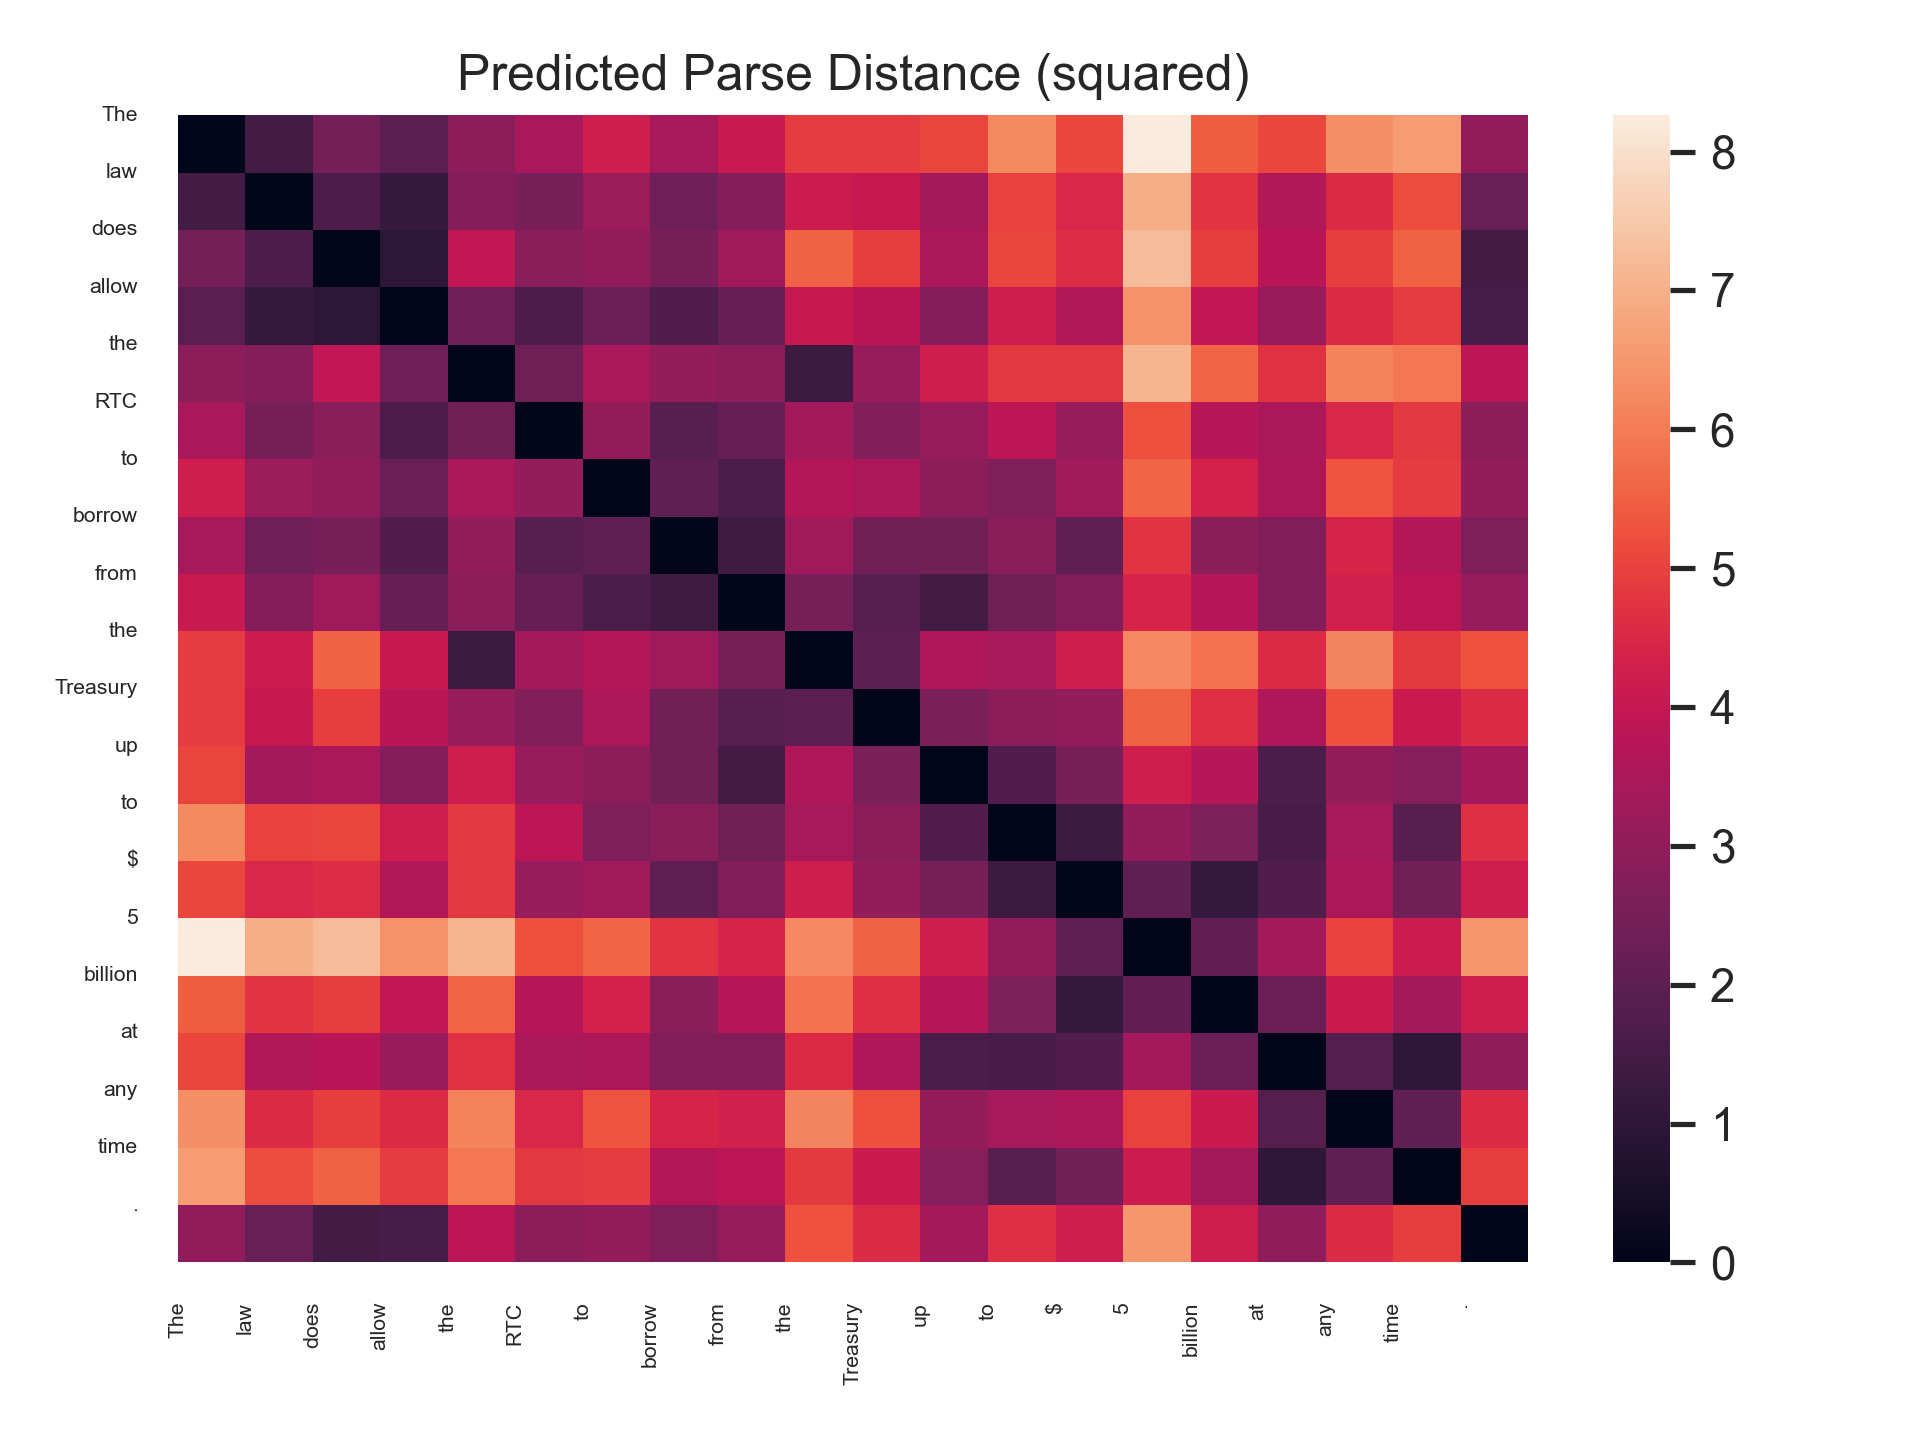 Predicted Parse Distance (squared)
The
law
does
allow
the
RTC
to
borrow
from
the
Treasury
up
to
$
5
billion
at
any
time
.
8
7
6
5
4
3
2
1
0
The
law
does
allow
the
RTC
to
borrow
from
the
Treasury
up
to
$
5
billion
at
any
time
.